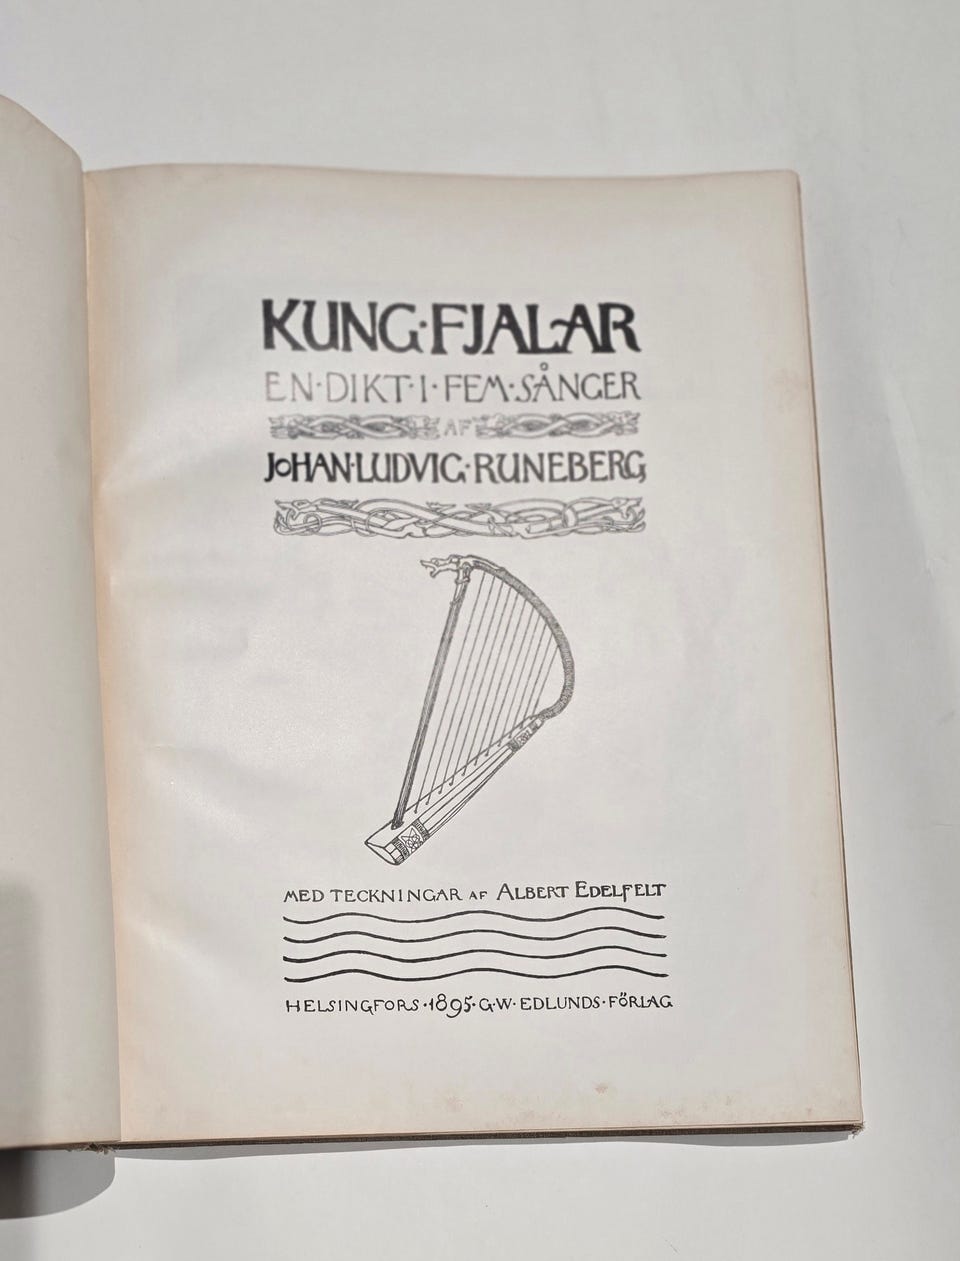 KUNG·FJALAR
EN·DIKT·I·FEM·SÅNGER
AF
JOHAN·LUDVIG·RUNEBERG
MED TECKNINGAR AF ALBERT EDELFELT
HELSINGFORS·1895·G·W·EDLUNDS·FÖRLAG